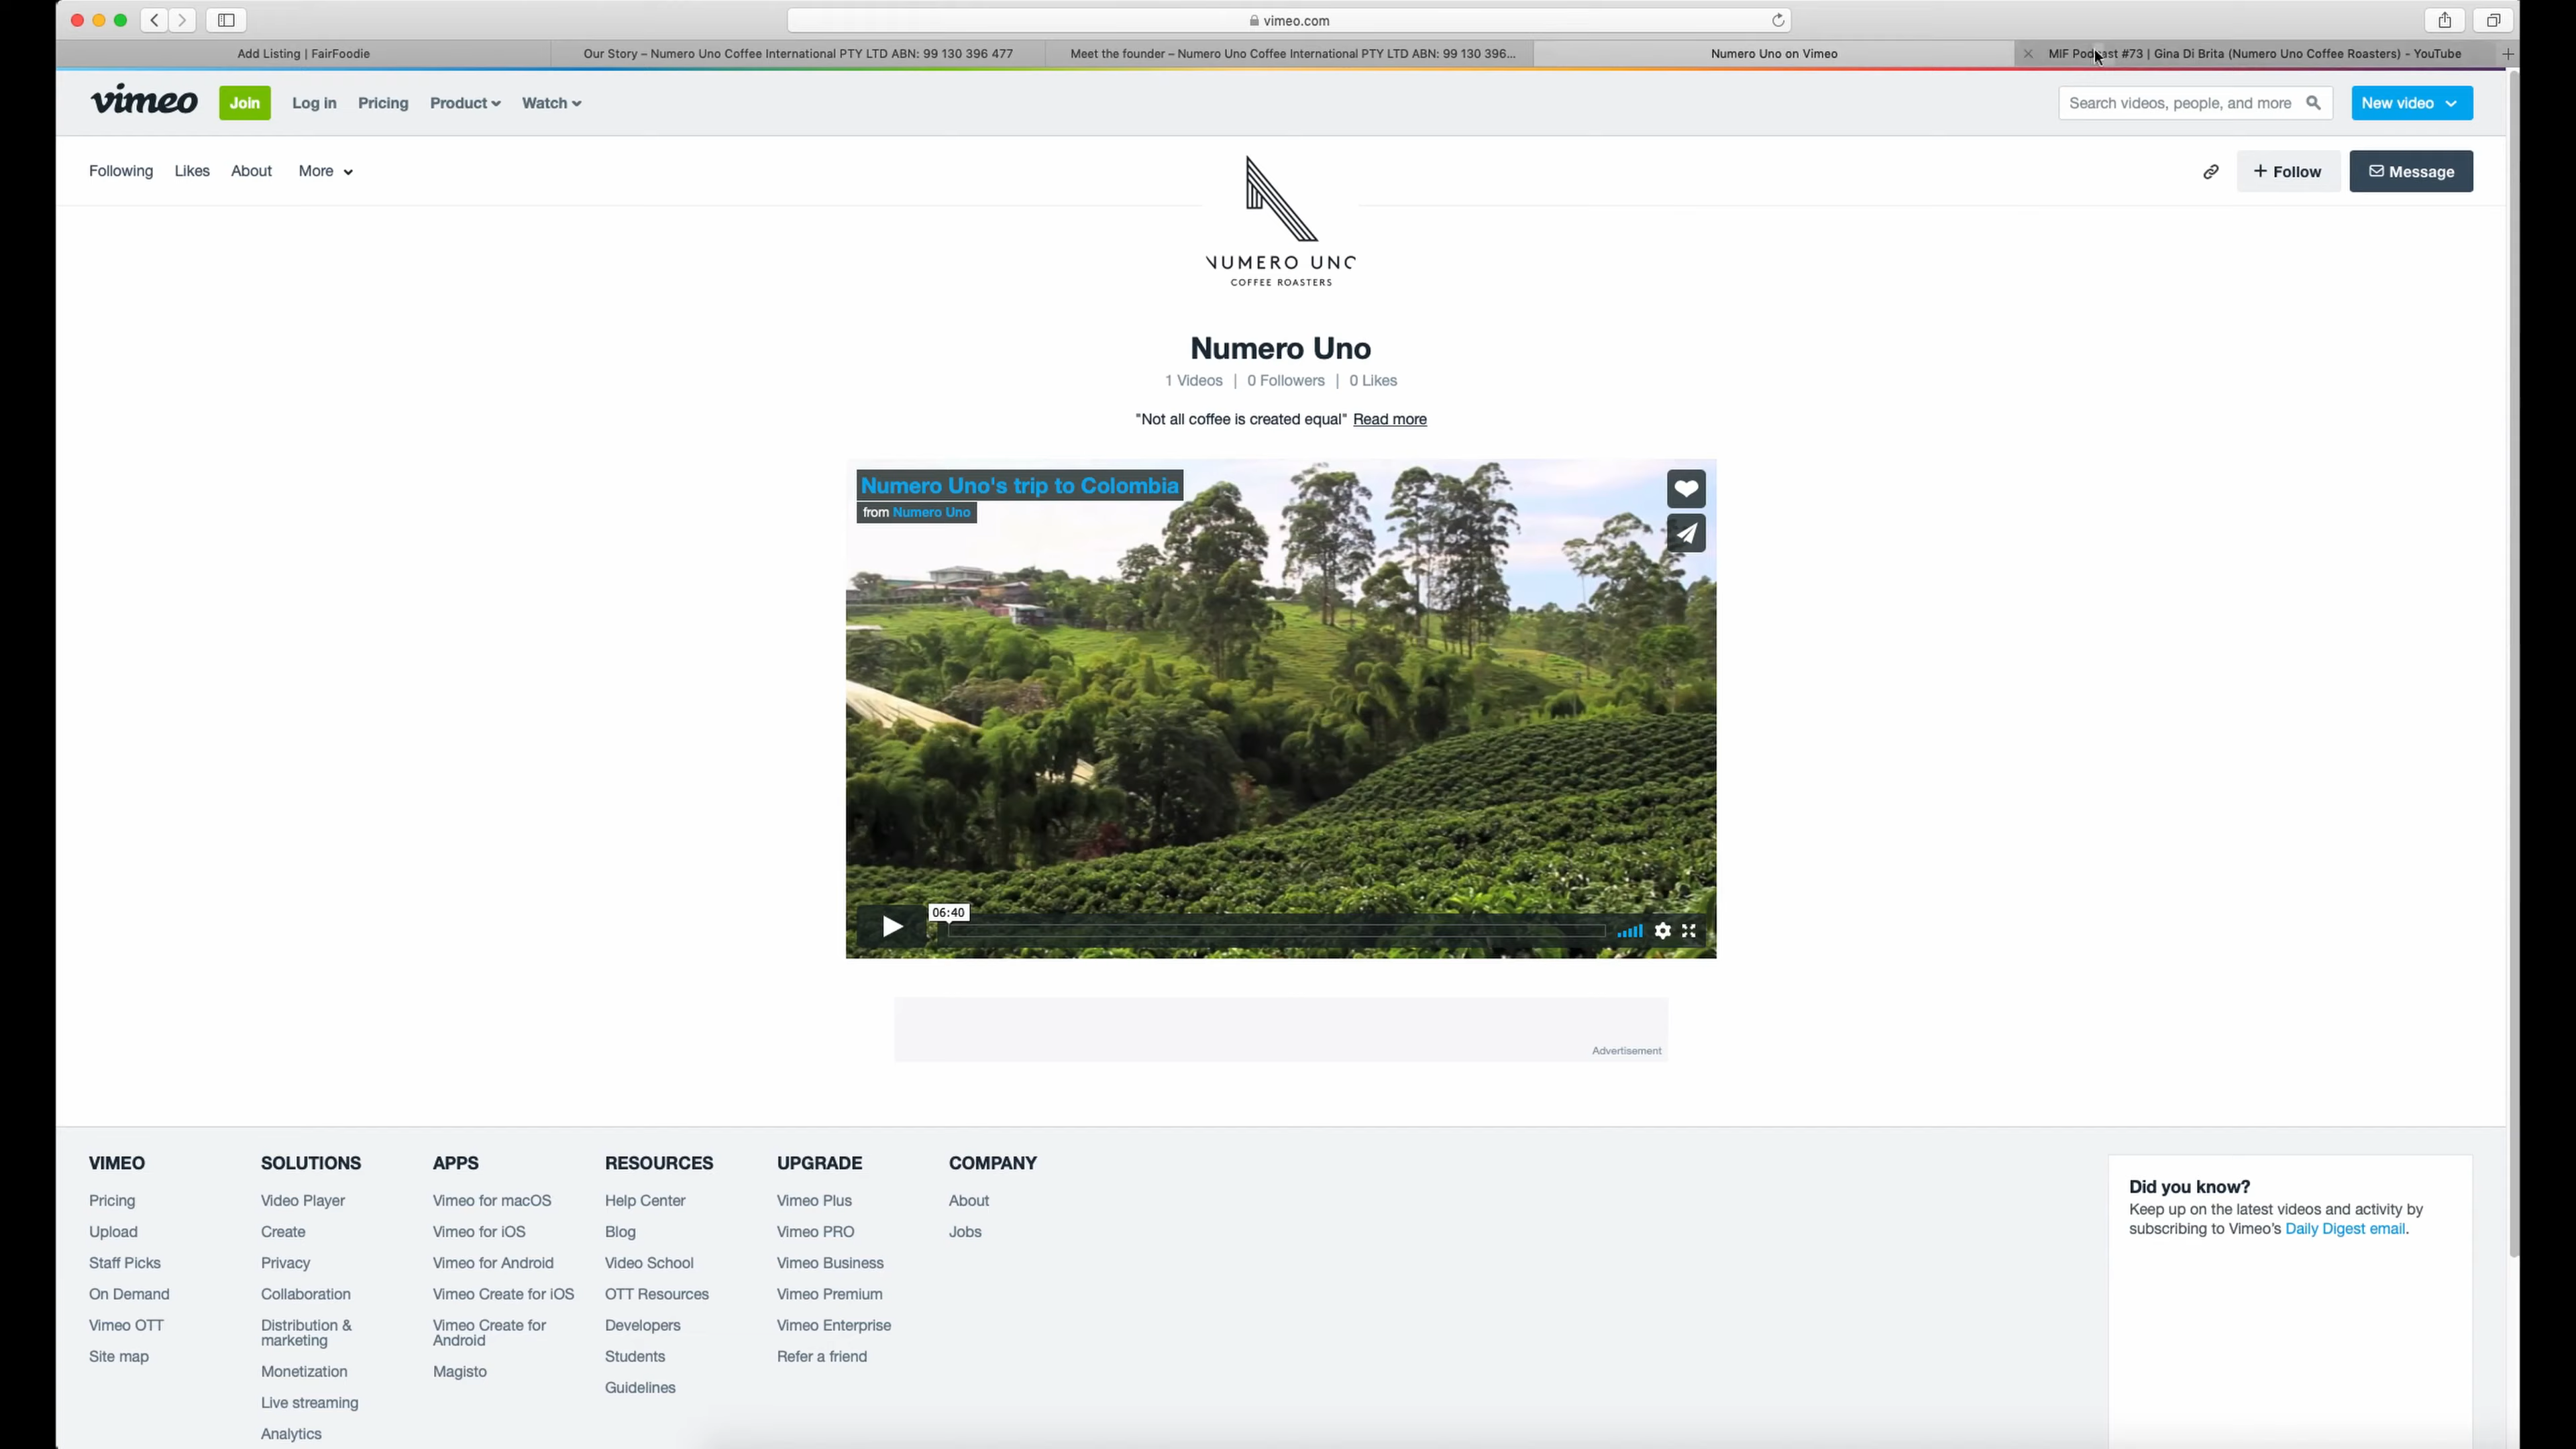 vimeo.com
Add Listing | FairFoodie
Our Story – Numero Uno Coffee International PTY LTD ABN: 99 130 396 477
Meet the founder – Numero Uno Coffee International PTY LTD ABN: 99 130 396...
Numero Uno on Vimeo
MIF Podcast #73 | Gina Di Brita (Numero Uno Coffee Roasters) - YouTube
vimeo
Join
Log in
Pricing
Product
Watch
Search videos, people, and more
New video
Following
Likes
About
More
+ Follow
Message
NUMERO UNO
COFFEE ROASTERS
Numero Uno
1 Videos | 0 Followers | 0 Likes
"Not all coffee is created equal" Read more
Numero Uno's trip to Colombia
from Numero Uno
06:40
Advertisement
VIMEO
Pricing
Upload
Staff Picks
On Demand
Vimeo OTT
Site map
SOLUTIONS
Video Player
Create
Privacy
Collaboration
Distribution &
marketing
Monetization
Live streaming
Analytics
APPS
Vimeo for macOS
Vimeo for iOS
Vimeo for Android
Vimeo Create for iOS
Vimeo Create for
Android
Magisto
RESOURCES
Help Center
Blog
Video School
OTT Resources
Developers
Students
Guidelines
UPGRADE
Vimeo Plus
Vimeo PRO
Vimeo Business
Vimeo Premium
Vimeo Enterprise
Refer a friend
COMPANY
About
Jobs
Did you know?
Keep up on the latest videos and activity by
subscribing to Vimeo's Daily Digest email.